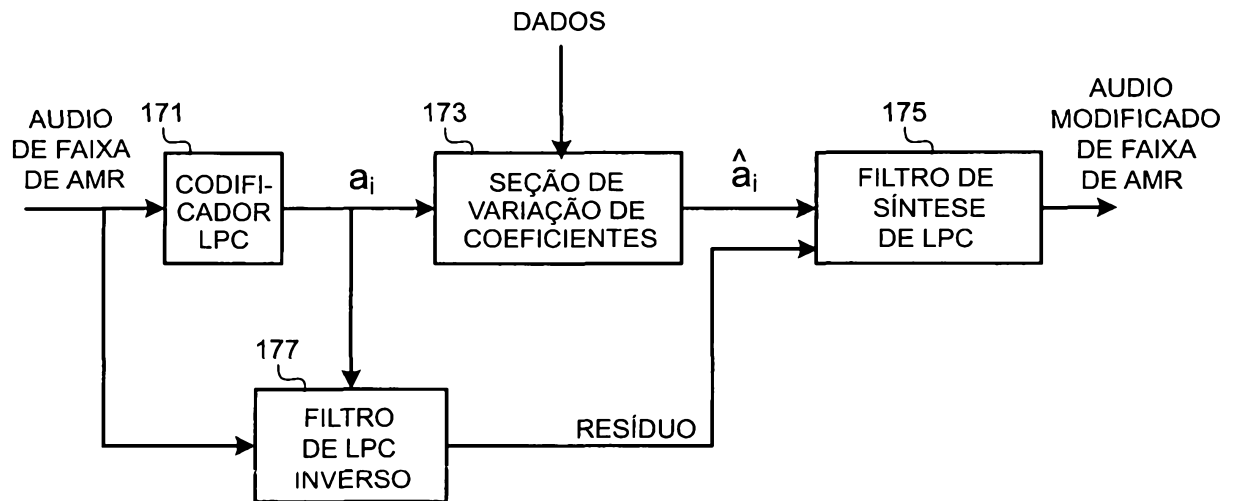 DADOS
AUDIO
DE FAIXA
DE AMR
171
CODIFI-
CADOR
LPC
aᵢ
173
SEÇÃO DE
VARIAÇÃO DE
COEFICIENTES
âᵢ
175
FILTRO DE
SÍNTESE
DE LPC
AUDIO
MODIFICADO
DE FAIXA
DE AMR
177
FILTRO
DE LPC
INVERSO
RESÍDUO